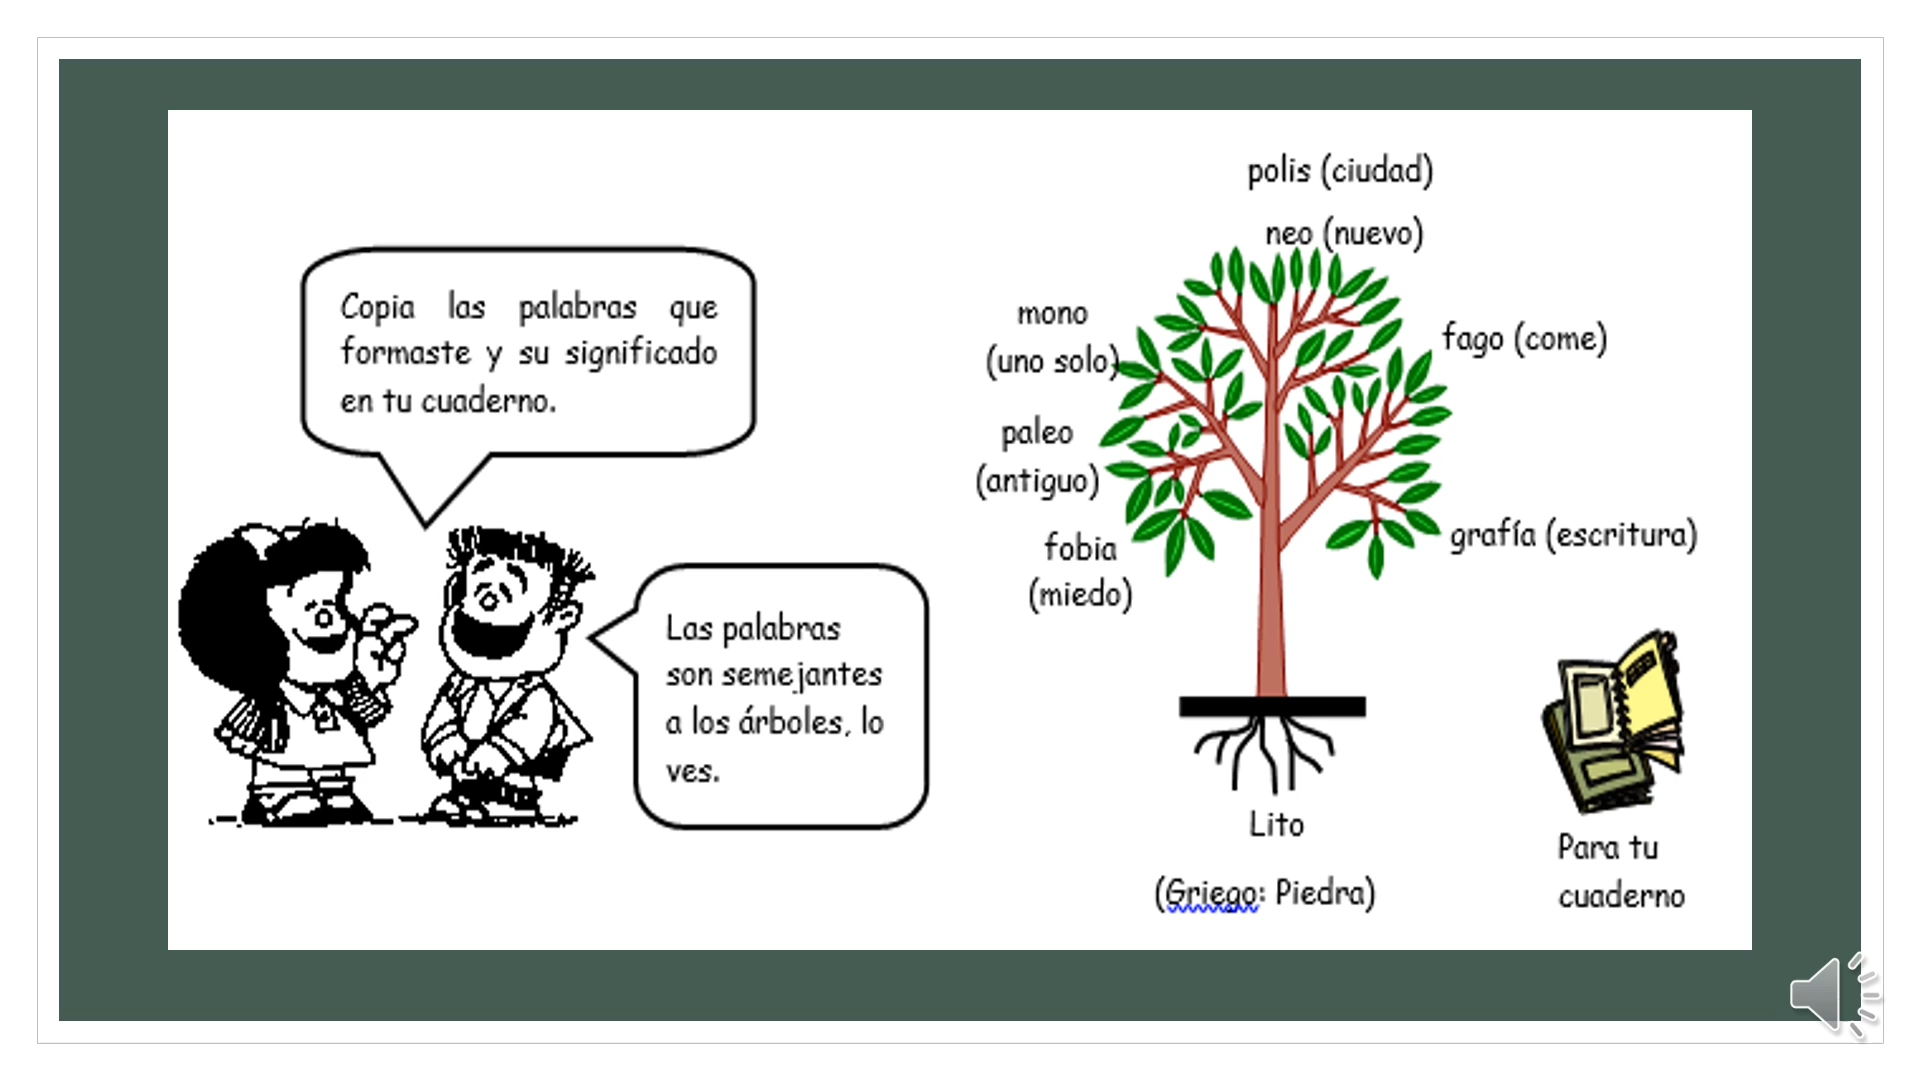 Copia las palabras que
formaste y su significado
en tu cuaderno.
Las palabras
son semejantes
a los árboles, lo
ves.
polis (ciudad)
neo (nuevo)
mono
(uno solo)
fago (come)
paleo
(antiguo)
fobia
(miedo)
grafía (escritura)
Lito
(Griego: Piedra)
Para tu
cuaderno